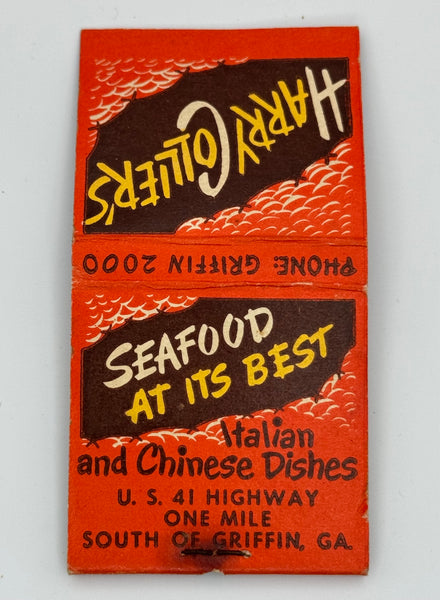 HARRY COLLIER'S
PHONE: GRIFFIN 2000
SEAFOOD
AT ITS BEST
Italian
and Chinese Dishes
U. S. 41 HIGHWAY
ONE MILE
SOUTH OF GRIFFIN, GA.